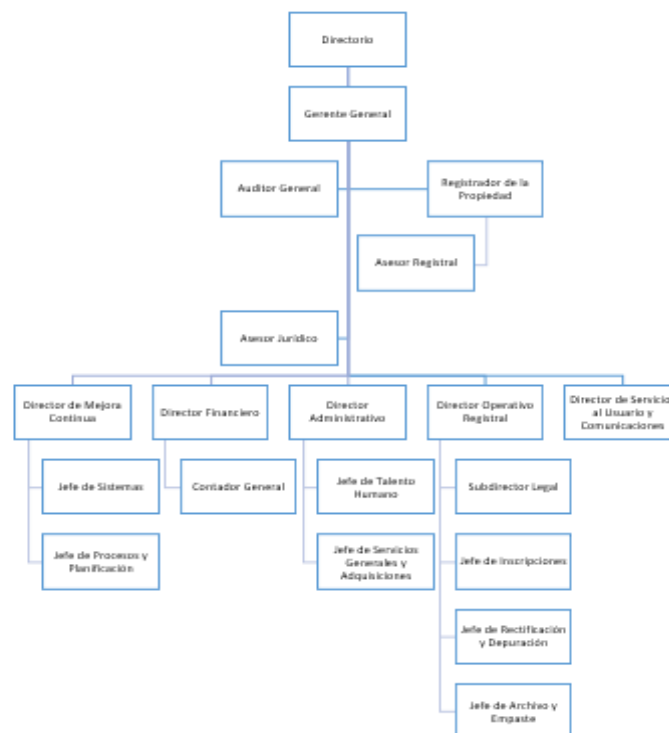 Directorio
Gerente General
Auditor General
Registrador de la
Propiedad
Asesor Registral
Asesor Jurídico
Director de Mejora
Continua
Director Financiero
Director
Administrativo
Director Operativo
Registral
Director de Servicio
al Usuario y
Comunicaciones
Jefe de Sistemas
Contador General
Jefe de Talento
Humano
Subdirector Legal
Jefe de Procesos y
Planificación
Jefe de Servicios
Generales y
Adquisiciones
Jefe de Inscripciones
Jefe de Rectificación
y Depuración
Jefe de Archivo y
Empaste